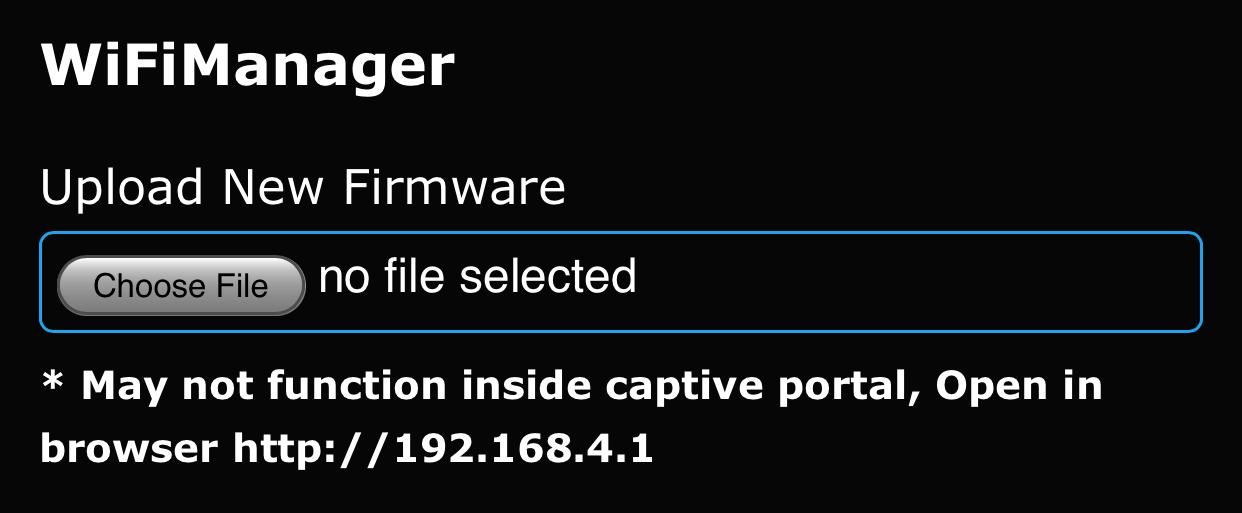 WiFiManager
Upload New Firmware
Choose File no file selected
* May not function inside captive portal, Open in
browser http://192.168.4.1